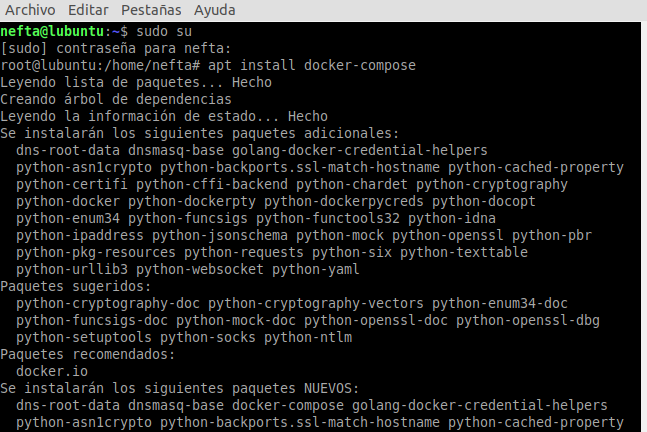 Archivo Editar Pestañas Ayuda
nefta@lubuntu:~$ sudo su
[sudo] contraseña para nefta:
root@lubuntu:/home/nefta# apt install docker-compose
Leyendo lista de paquetes... Hecho
Creando árbol de dependencias
Leyendo la información de estado... Hecho
Se instalarán los siguientes paquetes adicionales:
  dns-root-data dnsmasq-base golang-docker-credential-helpers
  python-asn1crypto python-backports.ssl-match-hostname python-cached-property
  python-certifi python-cffi-backend python-chardet python-cryptography
  python-docker python-dockerpty python-dockerpycreds python-docopt
  python-enum34 python-funcsigs python-functools32 python-idna
  python-ipaddress python-jsonschema python-mock python-openssl python-pbr
  python-pkg-resources python-requests python-six python-texttable
  python-urllib3 python-websocket python-yaml
Paquetes sugeridos:
  python-cryptography-doc python-cryptography-vectors python-enum34-doc
  python-funcsigs-doc python-mock-doc python-openssl-doc python-openssl-dbg
  python-setuptools python-socks python-ntlm
Paquetes recomendados:
  docker.io
Se instalarán los siguientes paquetes NUEVOS:
  dns-root-data dnsmasq-base docker-compose golang-docker-credential-helpers
  python-asn1crypto python-backports.ssl-match-hostname python-cached-property